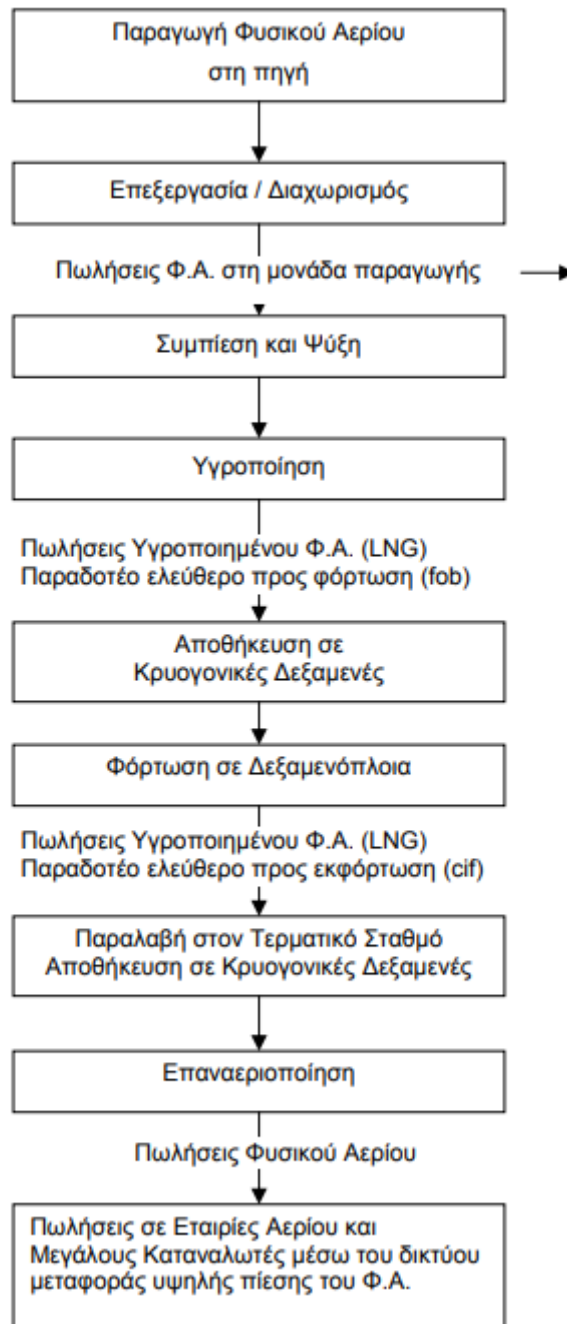 Παραγωγή Φυσικού Αερίου
στη πηγή
Επεξεργασία / Διαχωρισμός
Πωλήσεις Φ.Α. στη μονάδα παραγωγής
Συμπίεση και Ψύξη
Υγροποίηση
Πωλήσεις Υγροποιημένου Φ.Α. (LNG)
Παραδοτέο ελεύθερο προς φόρτωση (fob)
Αποθήκευση σε
Κρυογονικές Δεξαμενές
Φόρτωση σε Δεξαμενόπλοια
Πωλήσεις Υγροποιημένου Φ.Α. (LNG)
Παραδοτέο ελεύθερο προς εκφόρτωση (cif)
Παραλαβή στον Τερματικό Σταθμό
Αποθήκευση σε Κρυογονικές Δεξαμενές
Επαναεριοποίηση
Πωλήσεις Φυσικού Αερίου
Πωλήσεις σε Εταιρίες Αερίου και
Μεγάλους Καταναλωτές μέσω του δικτύου
μεταφοράς υψηλής πίεσης του Φ.Α.